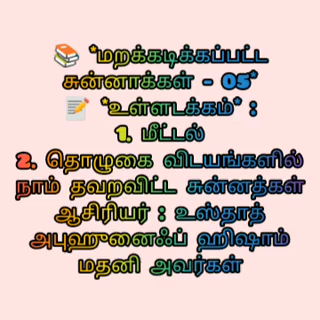 📚 *மறக்கடிக்கப்பட்ட
சுன்னாக்கள் - 05*
📝 *உள்ளடக்கம்* :
1. மீட்டல்
2. தொழுகை விடயங்களில்
நாம் தவறவிட்ட சுன்னத்கள்
ஆசிரியர் : உஸ்தாத்
அபுஹுனைஃப் ஹிஷாம்
மதனி அவர்கள்